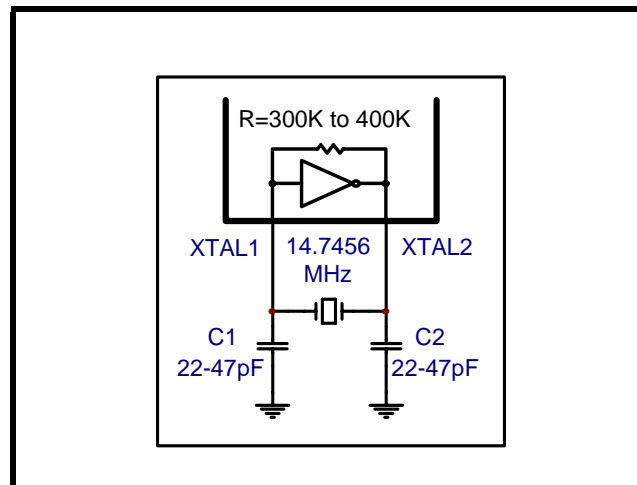 R=300K to 400K
XTAL1 14.7456 XTAL2
MHz
C1 C2
22-47pF 22-47pF